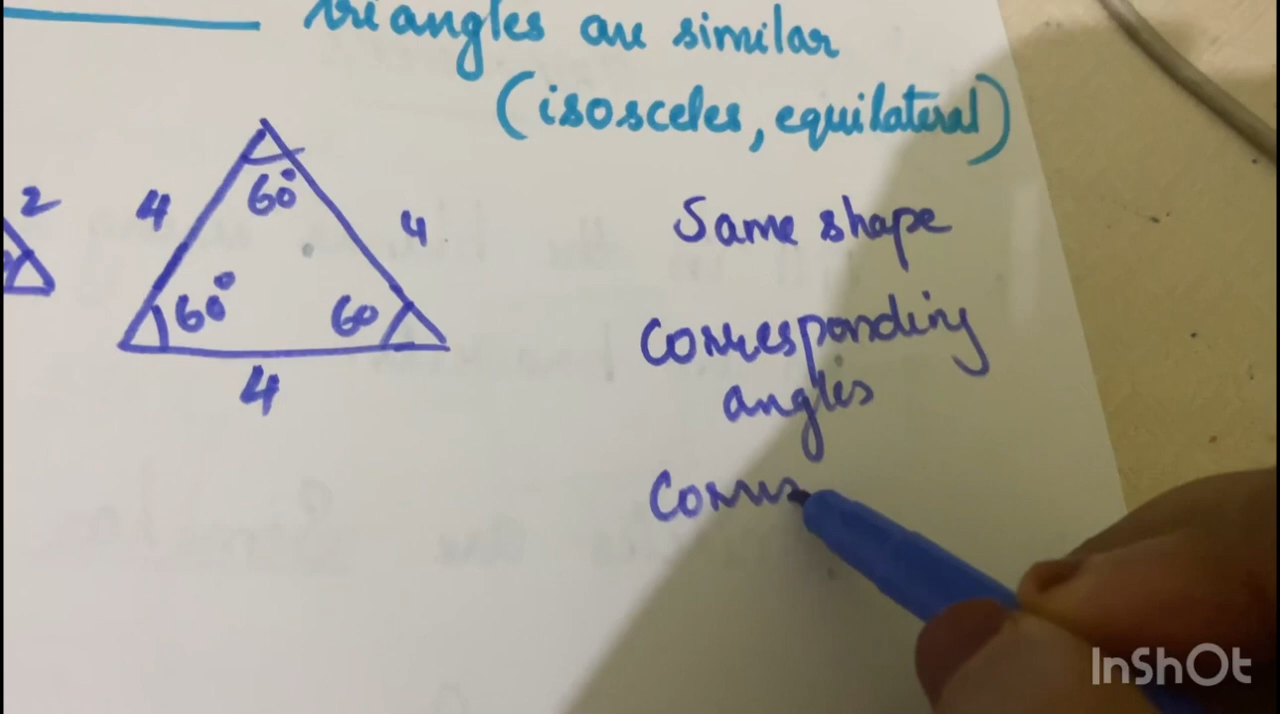 triangles are similar
(isosceles, equilateral)
2
60°
4
4
Same shape
60°
60
Corresponding
angles
4
Corres
InShOt